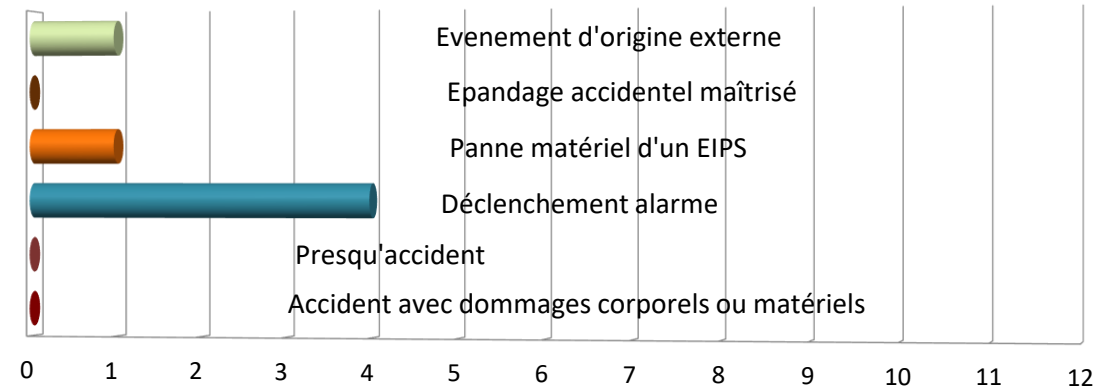 Evenement d'origine externe
Epandage accidentel maîtrisé
Panne matériel d'un EIPS
Déclenchement alarme
Presqu'accident
Accident avec dommages corporels ou matériels
0 1 2 3 4 5 6 7 8 9 10 11 12